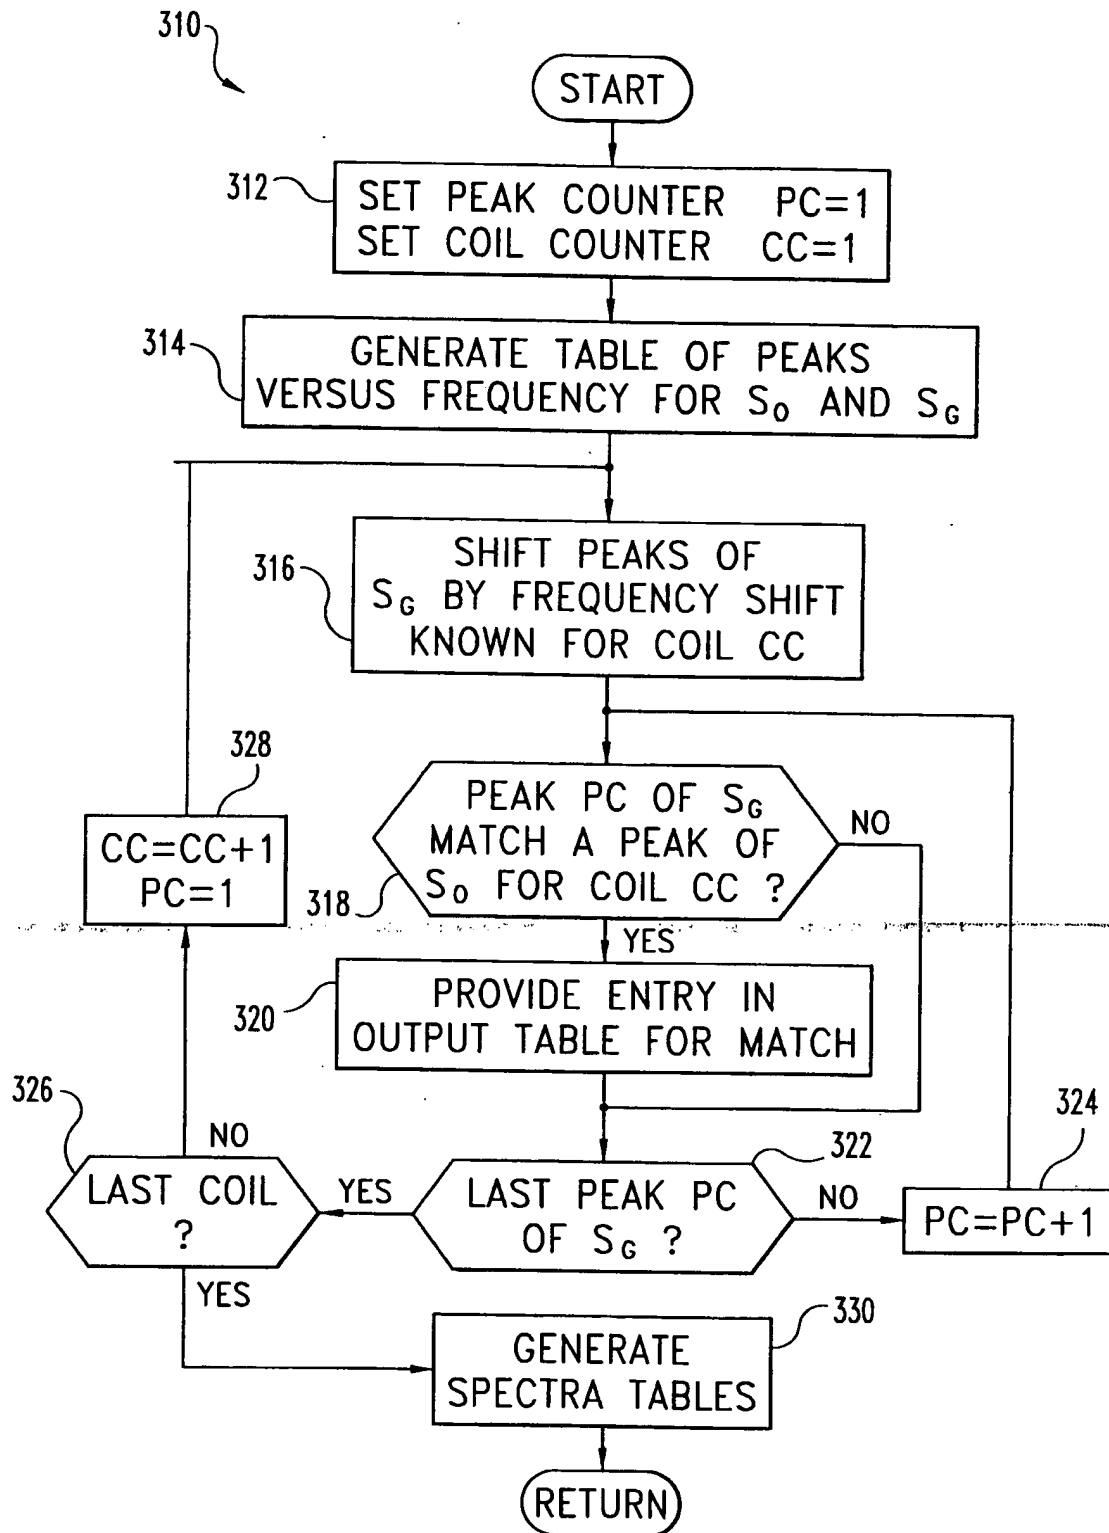 310
START
312
SET PEAK COUNTER PC=1
SET COIL COUNTER CC=1
314
GENERATE TABLE OF PEAKS
VERSUS FREQUENCY FOR S₀ AND S_G
316
SHIFT PEAKS OF
S_G BY FREQUENCY SHIFT
KNOWN FOR COIL CC
328
CC=CC+1
PC=1
PEAK PC OF S_G
MATCH A PEAK OF
S₀ FOR COIL CC ?
NO
318
YES
320
PROVIDE ENTRY IN
OUTPUT TABLE FOR MATCH
326
NO
LAST COIL
?
YES
YES
322
LAST PEAK PC
OF S_G ?
NO
324
PC=PC+1
330
GENERATE
SPECTRA TABLES
RETURN